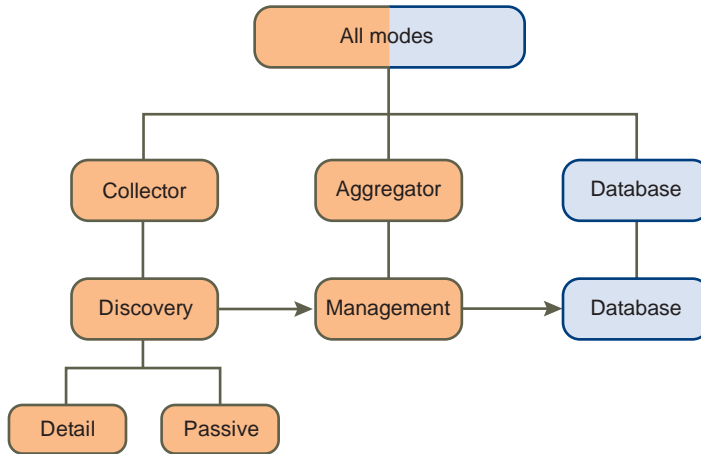 All modes
Collector
Aggregator
Database
Discovery
Management
Database
Detail
Passive